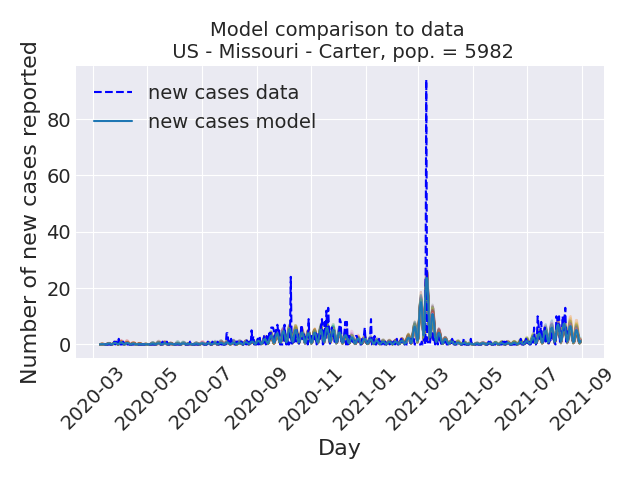 Model comparison to data
US - Missouri - Carter, pop. = 5982
Number of new cases reported
80
60
40
20
0
new cases data
new cases model
2020-03
2020-05
2020-07
2020-09
2020-11
2021-01
2021-03
2021-05
2021-07
2021-09
Day